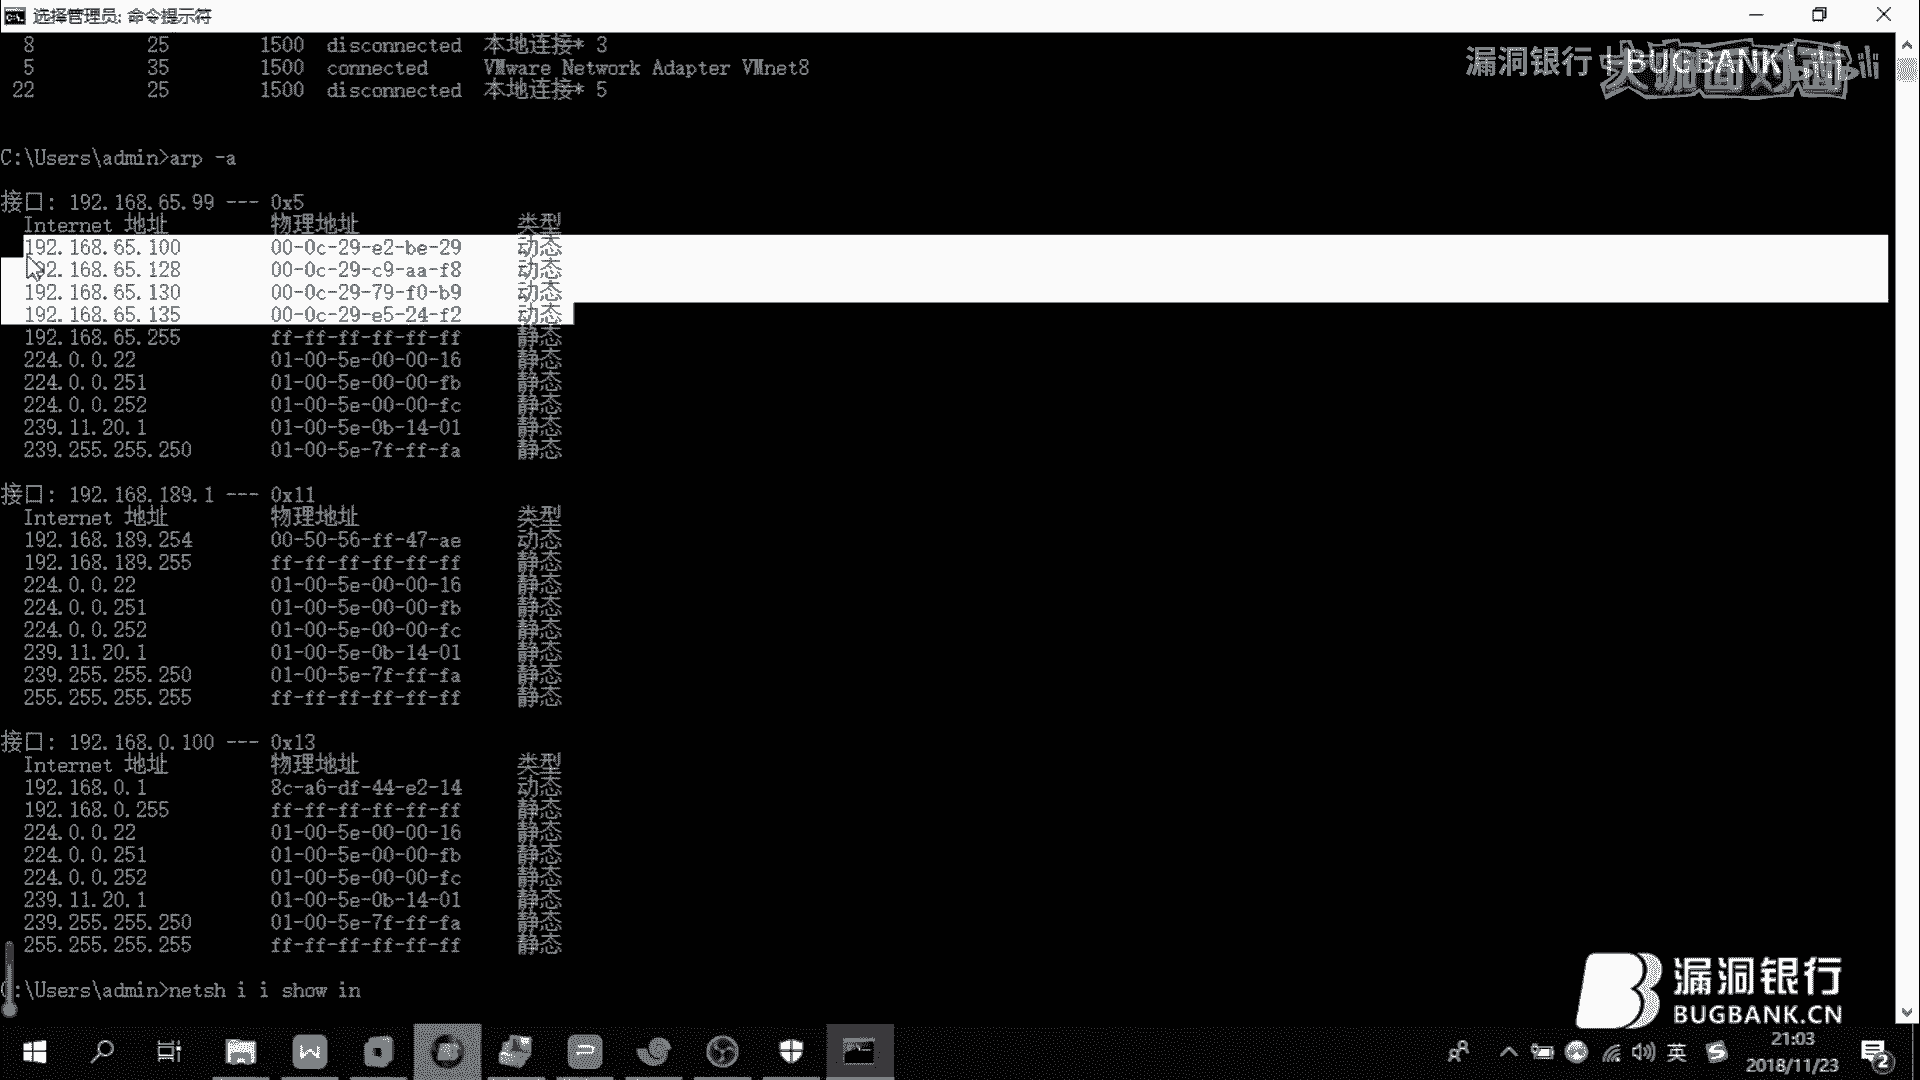 选择管理员: 命令提示符
8 25 1500 disconnected 本地连接* 3
5 35 1500 connected VMware Network Adapter VMnet8
22 25 1500 disconnected 本地连接* 5
漏洞银行 | BUGBANK
大咖面对面
bilibili
C:\Users\admin>arp -a
接口: 192.168.65.99 --- 0x5
Internet 地址 物理地址 类型
192.168.65.100 00-0c-29-e2-be-29 动态
192.168.65.128 00-0c-29-c9-aa-f8 动态
192.168.65.130 00-0c-29-79-f0-b9 动态
192.168.65.135 00-0c-29-e5-24-f2 动态
192.168.65.255 ff-ff-ff-ff-ff-ff 静态
224.0.0.22 01-00-5e-00-00-16 静态
224.0.0.251 01-00-5e-00-00-fb 静态
224.0.0.252 01-00-5e-00-00-fc 静态
239.11.20.1 01-00-5e-0b-14-01 静态
239.255.255.250 01-00-5e-7f-ff-fa 静态
接口: 192.168.189.1 --- 0x11
Internet 地址 物理地址 类型
192.168.189.254 00-50-56-ff-47-ae 动态
192.168.189.255 ff-ff-ff-ff-ff-ff 静态
224.0.0.22 01-00-5e-00-00-16 静态
224.0.0.251 01-00-5e-00-00-fb 静态
224.0.0.252 01-00-5e-00-00-fc 静态
239.11.20.1 01-00-5e-0b-14-01 静态
239.255.255.250 01-00-5e-7f-ff-fa 静态
255.255.255.255 ff-ff-ff-ff-ff-ff 静态
接口: 192.168.0.100 --- 0x13
Internet 地址 物理地址 类型
192.168.0.1 8c-a6-df-44-e2-14 动态
192.168.0.255 ff-ff-ff-ff-ff-ff 静态
224.0.0.22 01-00-5e-00-00-16 静态
224.0.0.251 01-00-5e-00-00-fb 静态
224.0.0.252 01-00-5e-00-00-fc 静态
239.11.20.1 01-00-5e-0b-14-01 静态
239.255.255.250 01-00-5e-7f-ff-fa 静态
255.255.255.255 ff-ff-ff-ff-ff-ff 静态
C:\Users\admin>netsh i i show in
漏洞银行
BUGBANK.CN
英
21:03
2018/11/23
2